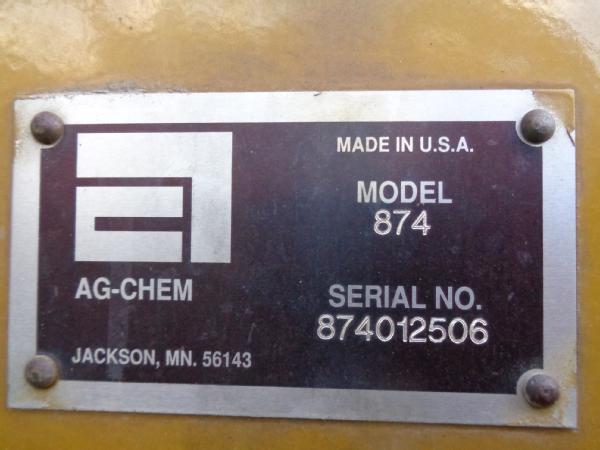 MADE IN U.S.A.
MODEL
874
AG-CHEM
SERIAL NO.
874012506
JACKSON, MN. 56143